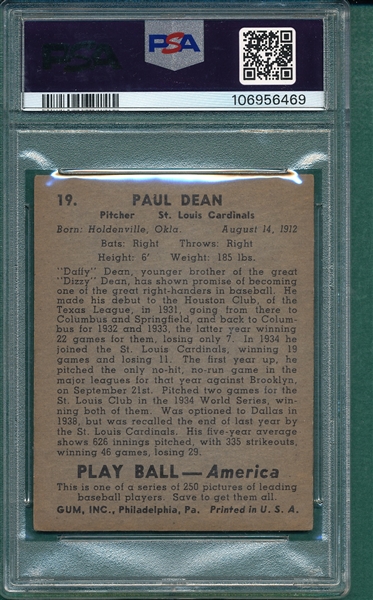 PSA
PSA
106956469
19. PAUL DEAN
Pitcher St. Louis Cardinals
Born: Holdenville, Okla. August 14, 1912
Bats: Right Throws: Right
Height: 6' Weight: 185 lbs.
"Daffy" Dean, younger brother of the great
"Dizzy" Dean, has shown promise of becoming
one of the great right-handers in baseball. He
made his debut to the Houston Club, of the
Texas League, in 1931, going from there to
Columbus and Springfield, and back to Colum-
bus for 1932 and 1933, the latter year winning
22 games for them, losing only 7. In 1934 he
joined the St. Louis Cardinals, winning 19
games and losing 11. The first year up, he
pitched the only no-hit, no-run game in the
major leagues for that year against Brooklyn,
on September 21st. Pitched two games for the
St. Louis Club in the 1934 World Series, win-
ning both of them. Was optioned to Dallas in
1938, but was recalled the end of last year by
the St. Louis Cardinals. His five-year average
shows 626 innings pitched, with 335 strikeouts,
winning 46 games, losing 29.
PLAY BALL—America
This is one of a series of 250 pictures of leading
baseball players. Save to get them all.
GUM, INC., Philadelphia, Pa. Printed in U. S. A.